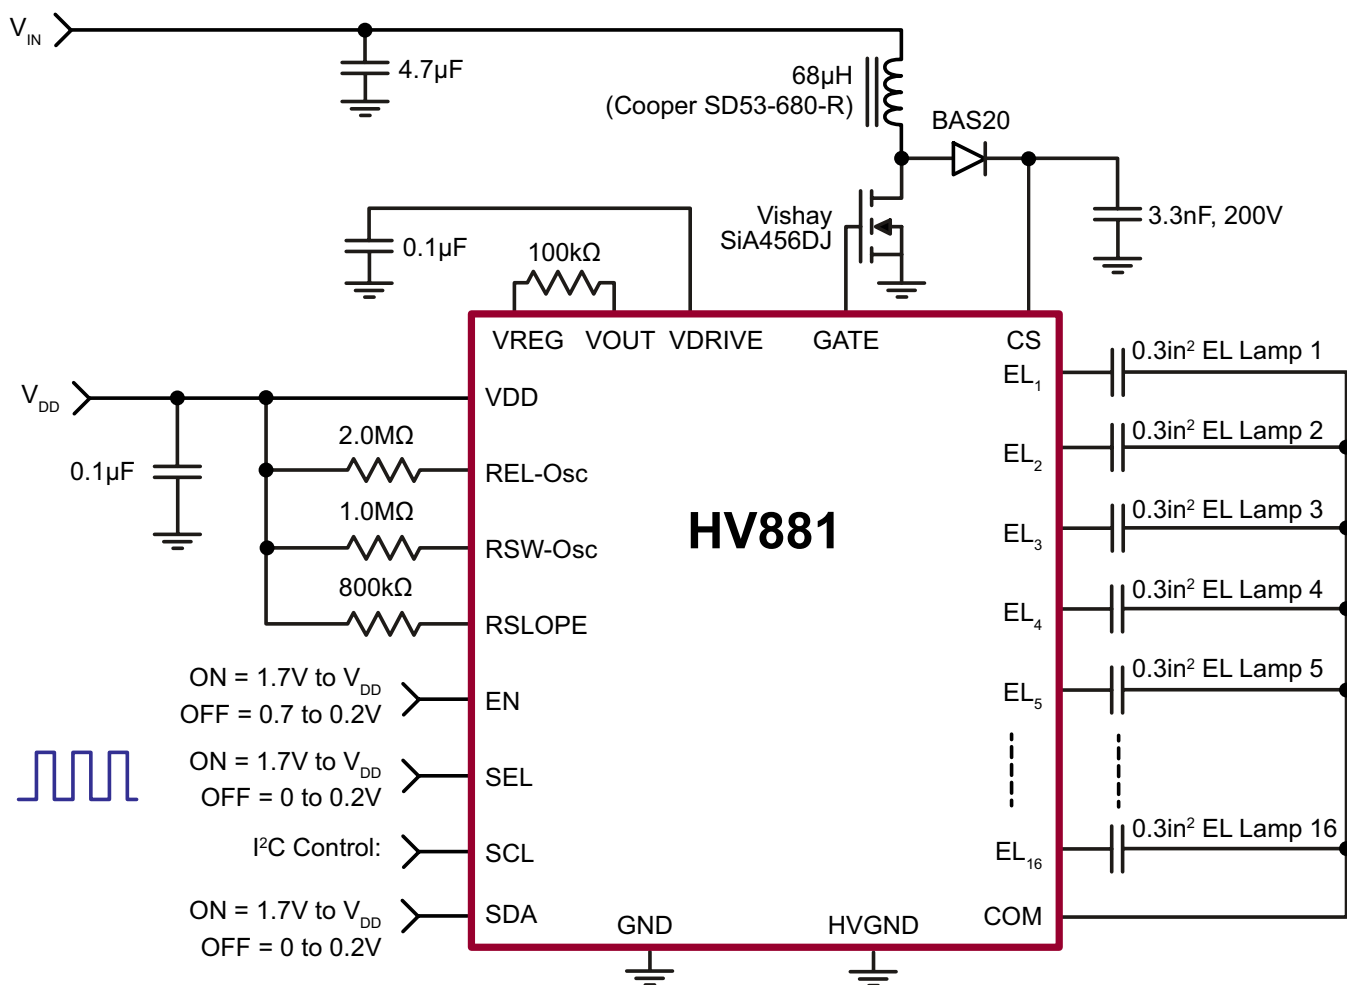 V_IN
4.7µF
68µH
(Cooper SD53-680-R)
BAS20
Vishay
SiA456DJ
3.3nF, 200V
0.1µF
100kΩ
VREG VOUT VDRIVE GATE CS
V_DD
0.1µF
VDD
2.0MΩ
REL-Osc
1.0MΩ
RSW-Osc
800kΩ
RSLOPE
ON = 1.7V to V_DD
OFF = 0.7 to 0.2V
EN
ON = 1.7V to V_DD
OFF = 0 to 0.2V
SEL
I²C Control:
SCL
ON = 1.7V to V_DD
OFF = 0 to 0.2V
SDA
HV881
GND
HVGND
EL₁
0.3in² EL Lamp 1
EL₂
0.3in² EL Lamp 2
EL₃
0.3in² EL Lamp 3
EL₄
0.3in² EL Lamp 4
EL₅
0.3in² EL Lamp 5
EL₁₆
0.3in² EL Lamp 16
COM